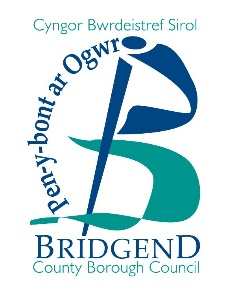 Cyngor Bwrdeistref Sirol
Pen-y-bont ar Ogwr
BRIDGEND
County Borough Council